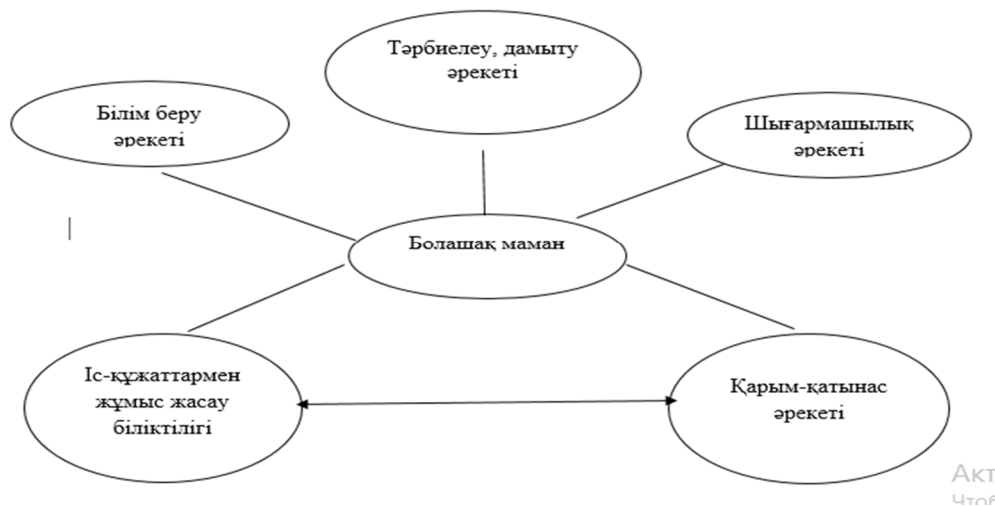 Тәрбиелеу, дамыту
әрекеті
Білім беру
әрекеті
Шығармашылық
әрекеті
Болашақ маман
Іс-құжаттармен
жұмыс жасау
біліктілігі
Қарым-қатынас
әрекеті
Акт
Чтоб